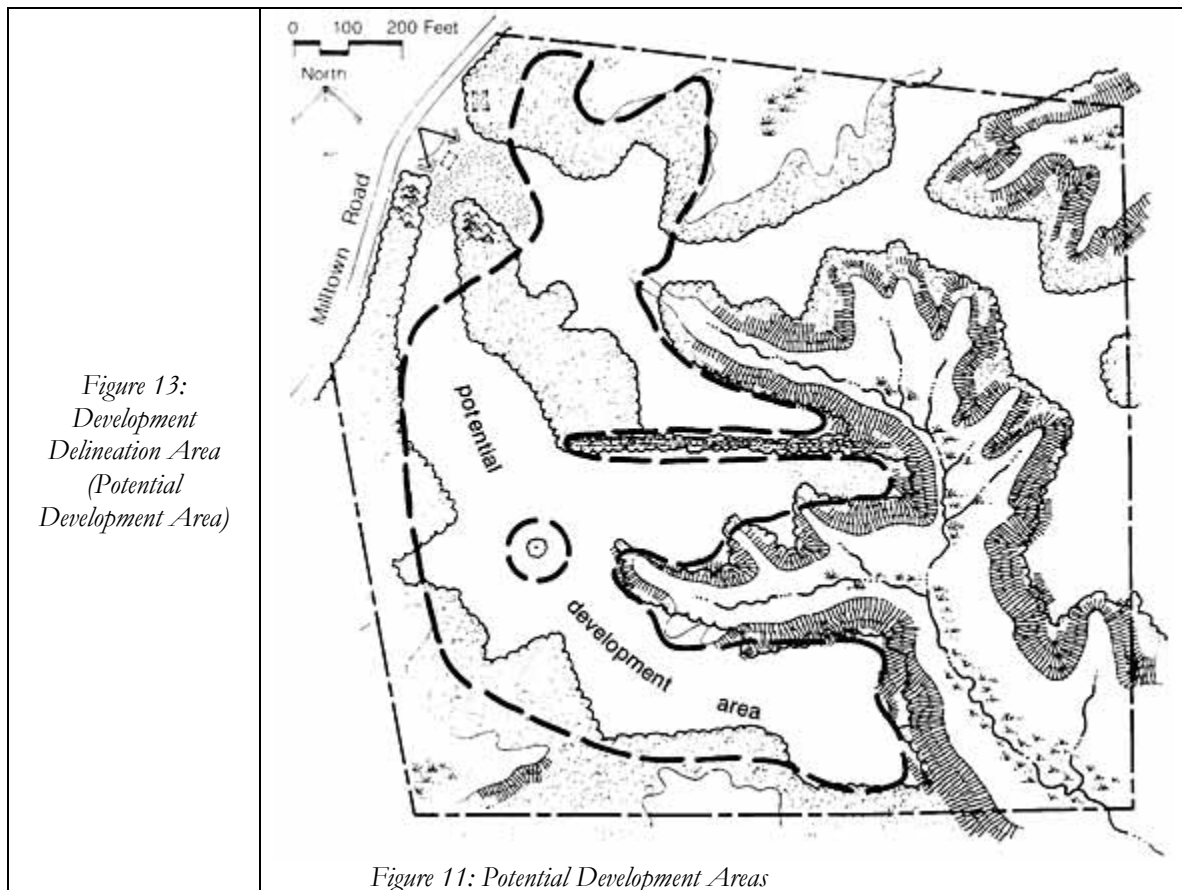 Figure 13:
Development
Delineation Area
(Potential
Development Area)
0 100 200 Feet
North
Milltown Road
potential
development
area
Figure 11: Potential Development Areas